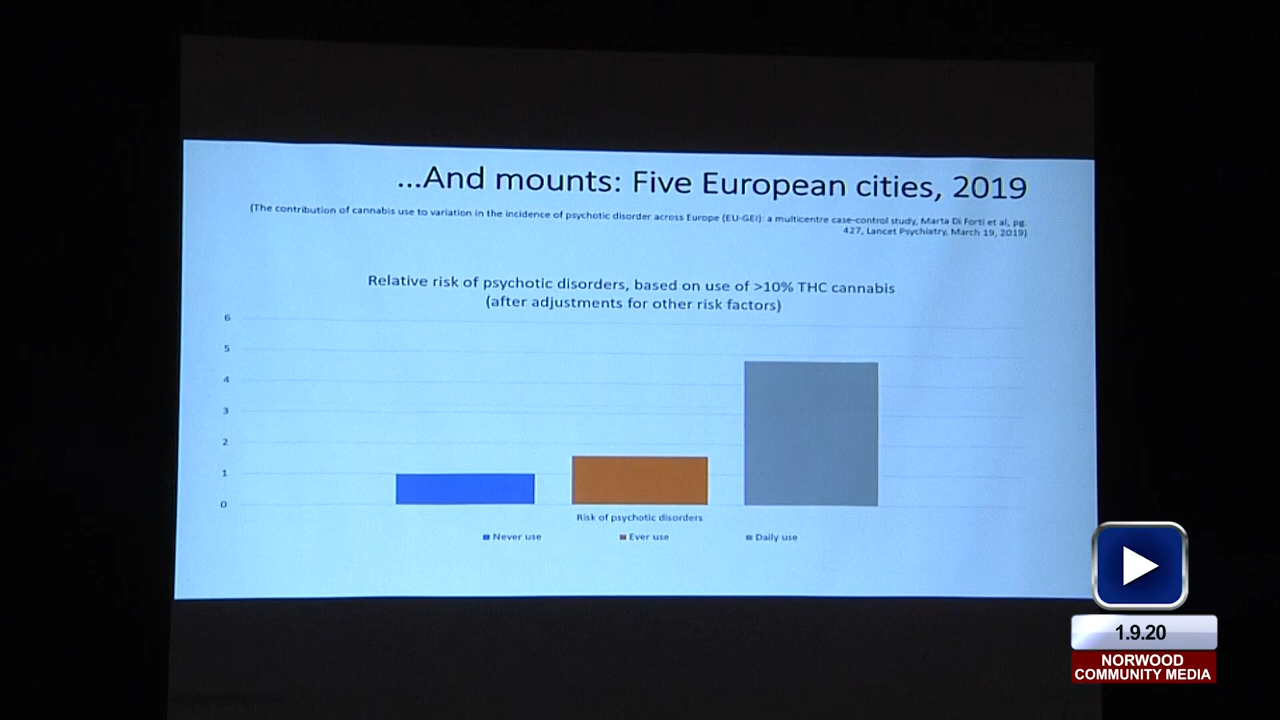 ...And mounts: Five European cities, 2019
(The contribution of cannabis use to variation in the incidence of psychotic disorder across Europe (EU-GEI): a multicentre case-control study, Marta Di Forti et al, pg.
427, Lancet Psychiatry, March 19, 2019)
Relative risk of psychotic disorders, based on use of >10% THC cannabis
(after adjustments for other risk factors)
6
5
4
3
2
1
0
Risk of psychotic disorders
Never use Ever use Daily use
1.9.20
NORWOOD
COMMUNITY MEDIA